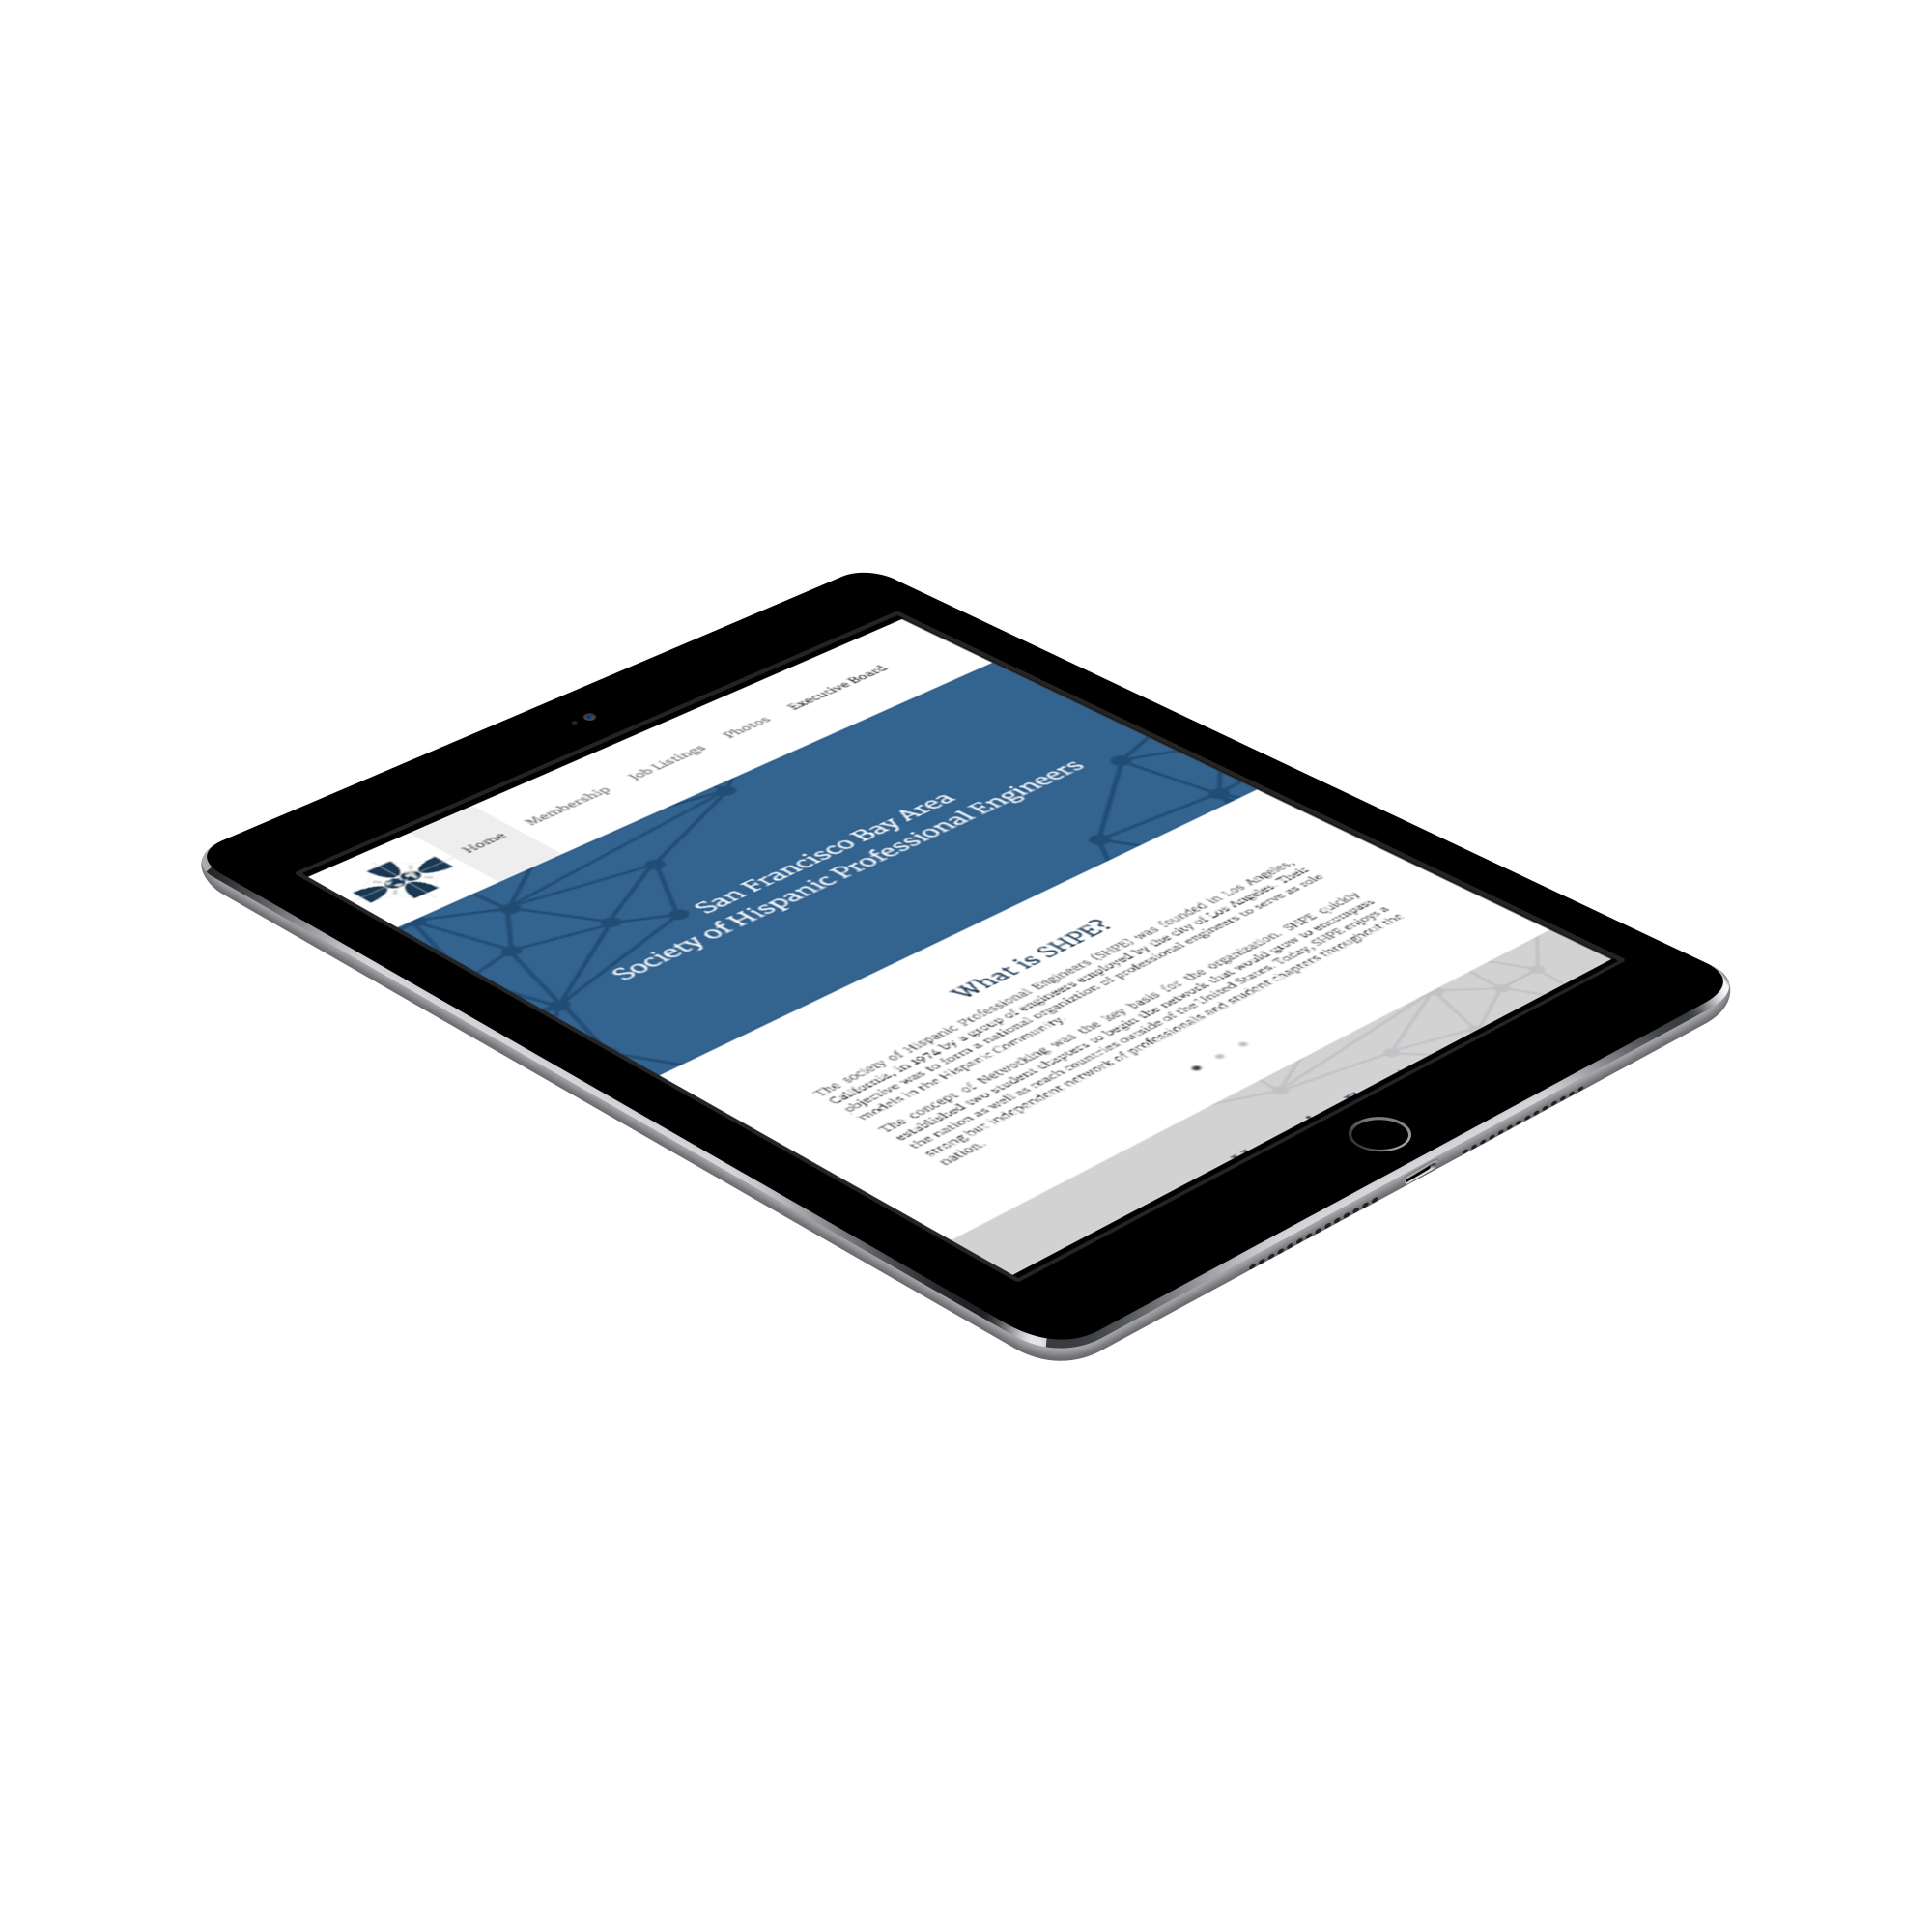 Home Membership Job Listings Photos Executive Board
San Francisco Bay Area
Society of Hispanic Professional Engineers
What is SHPE?
The society of Hispanic Professional Engineers (SHPE) was founded in Los Angeles,
California, in 1974 by a group of engineers employed by the city of Los Angeles. Their
objective was to form a national organization of professional engineers to serve as role
models in the Hispanic Community.
The concept of Networking was the key basis for the organization. SHPE quickly
established two student chapters to begin the network that would grow to encompass
the nation as well as reach countries outside of the United States. Today, SHPE enjoys a
strong but independent network of professionals and student chapters throughout the
nation.